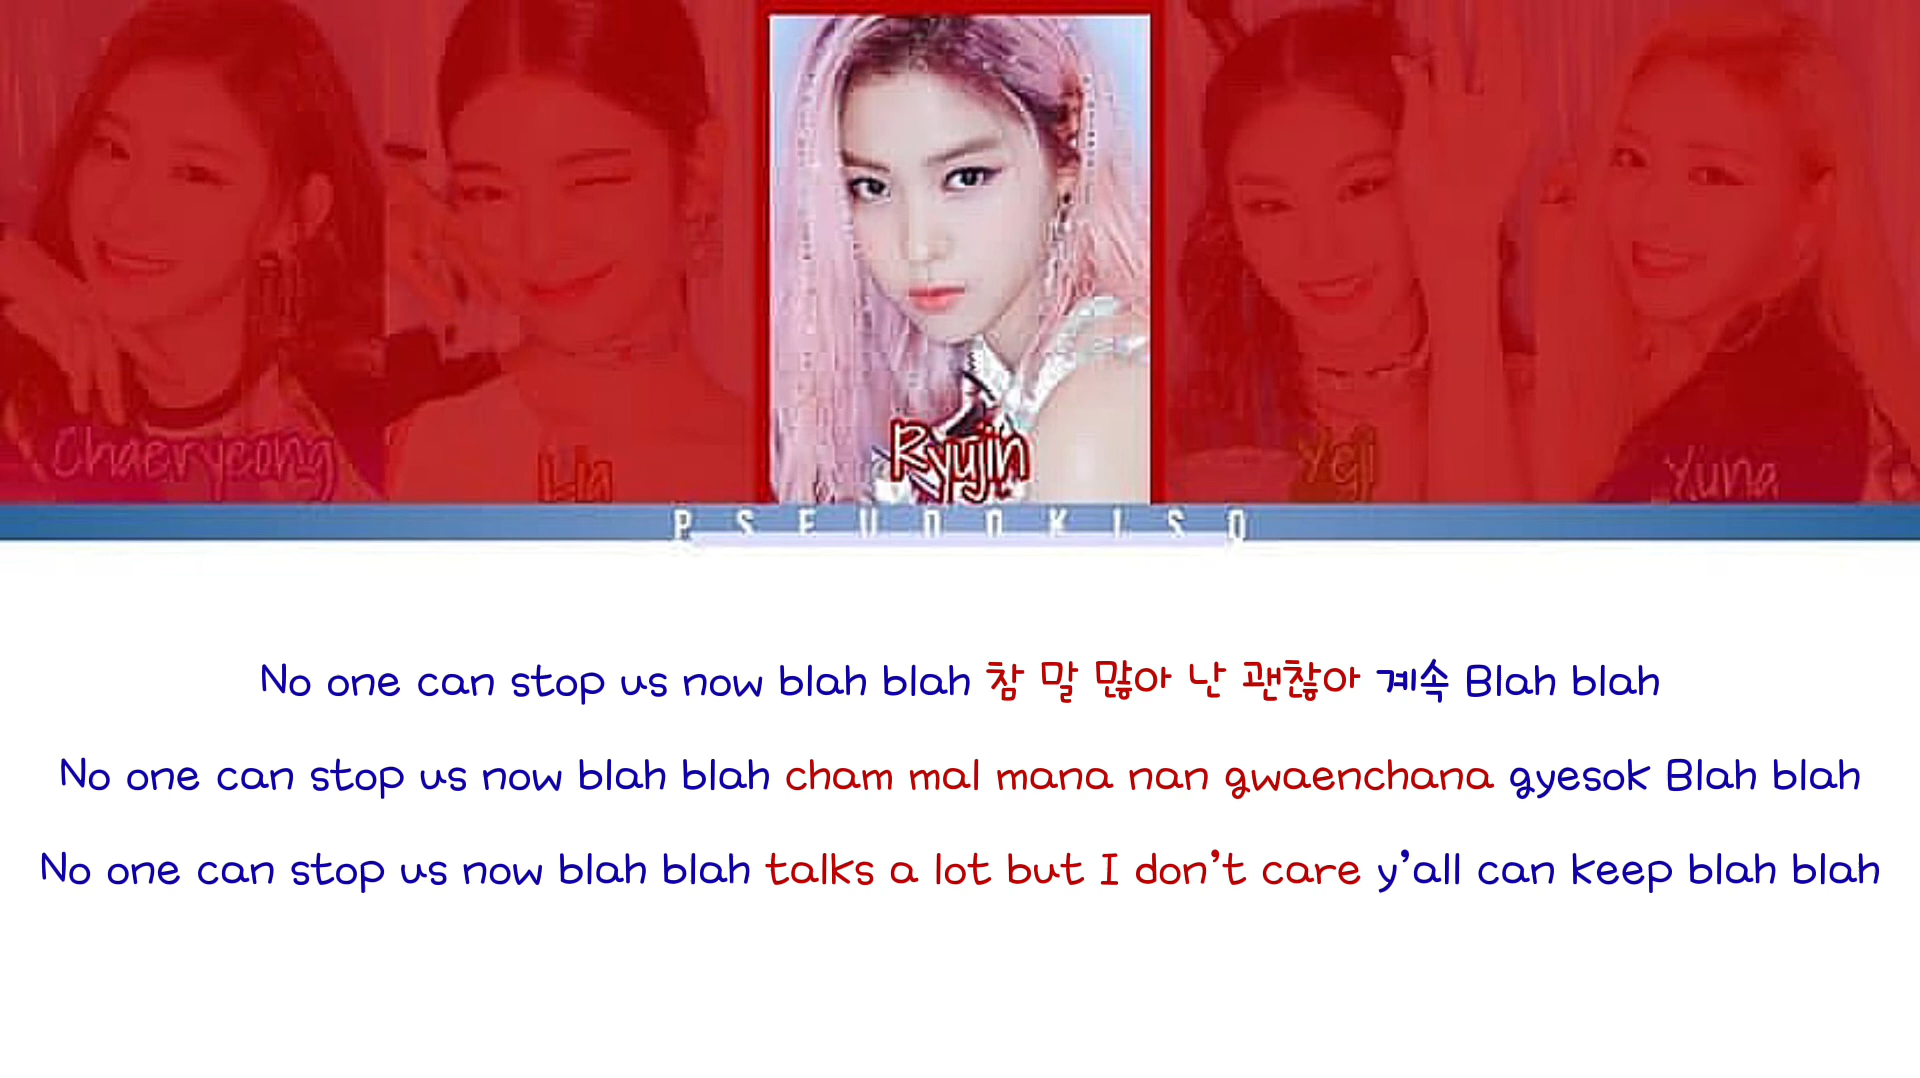 Chaeryeong Lia Ryujin Yeji Yuna
PSEUDOKISO
No one can stop us now blah blah 참 말 많아 난 괜찮아 계속 Blah blah
No one can stop us now blah blah cham mal mana nan gwaenchana gyesok Blah blah
No one can stop us now blah blah talks a lot but I don’t care y’all can keep blah blah